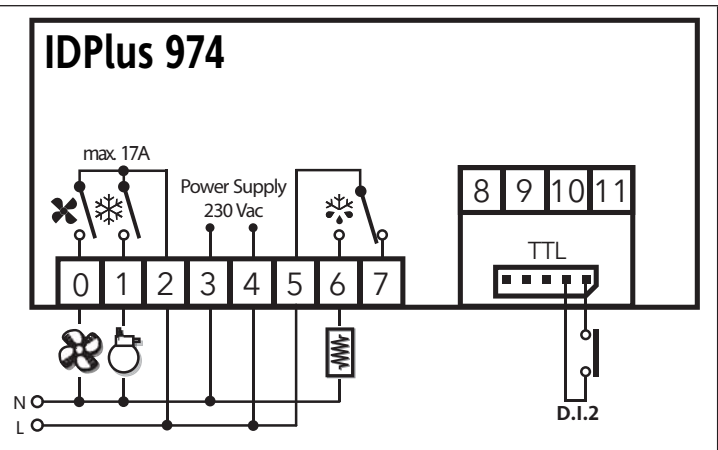 IDPlus 974
max. 17A
Power Supply
230 Vac
8 9 10 11
TTL
0 1 2 3 4 5 6 7
N
L
D.I.2